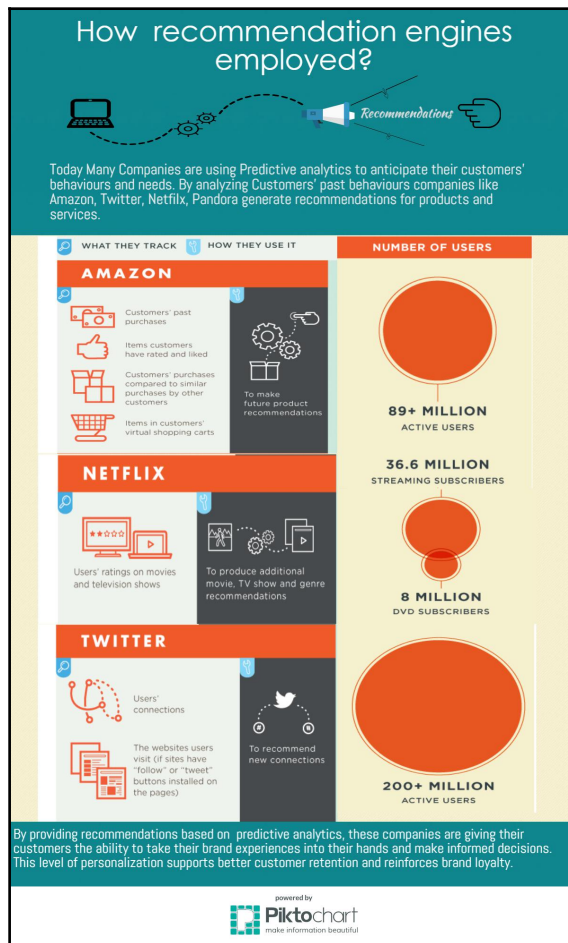 How recommendation engines
employed?
Recommendations
Today Many Companies are using Predictive analytics to anticipate their customers'
behaviours and needs. By analyzing Customers' past behaviours companies like
Amazon, Twitter, Netfilx, Pandora generate recommendations for products and
services.
WHAT THEY TRACK
HOW THEY USE IT
NUMBER OF USERS
AMAZON
Customers' past
purchases
Items customers
have rated and liked
Customers' purchases
compared to similar
purchases by other
customers
Items in customers'
virtual shopping carts
To make
future product
recommendations
89+ MILLION
ACTIVE USERS
NETFLIX
Users' ratings on movies
and television shows
To produce additional
movie, TV show and genre
recommendations
36.6 MILLION
STREAMING SUBSCRIBERS
8 MILLION
DVD SUBSCRIBERS
TWITTER
Users'
connections
The websites users
visit (if sites have
"follow" or "tweet"
buttons installed on
the pages)
#
#
To recommend
new connections
200+ MILLION
ACTIVE USERS
By providing recommendations based on predictive analytics, these companies are giving their
customers the ability to take their brand experiences into their hands and make informed decisions.
This level of personalization supports better customer retention and reinforces brand loyalty.
powered by
Piktochart
make information beautiful